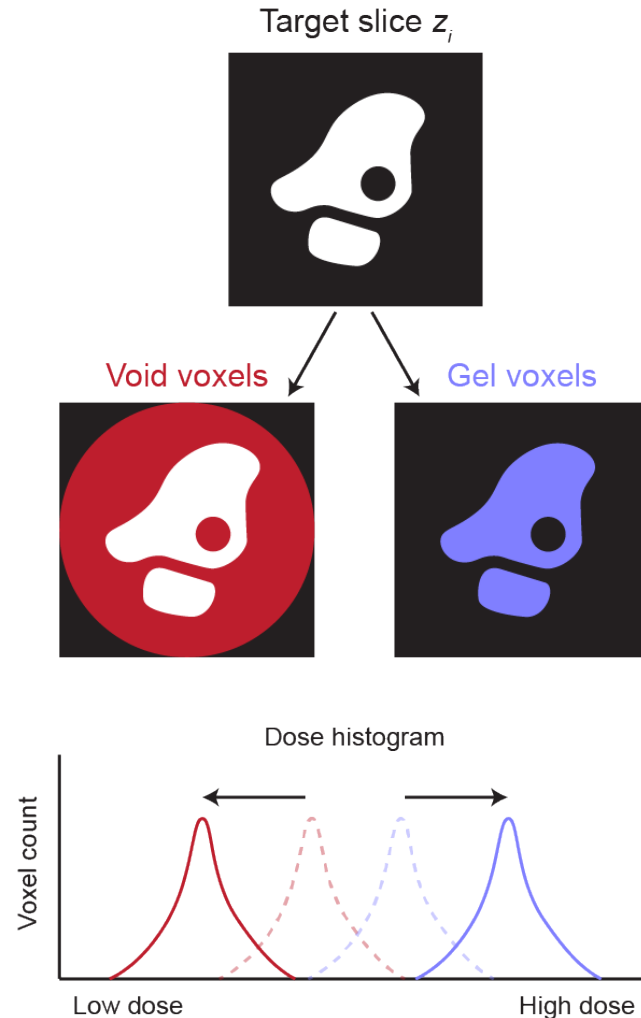 Target slice z_i
Void voxels
Gel voxels
Dose histogram
Voxel count
Low dose
High dose